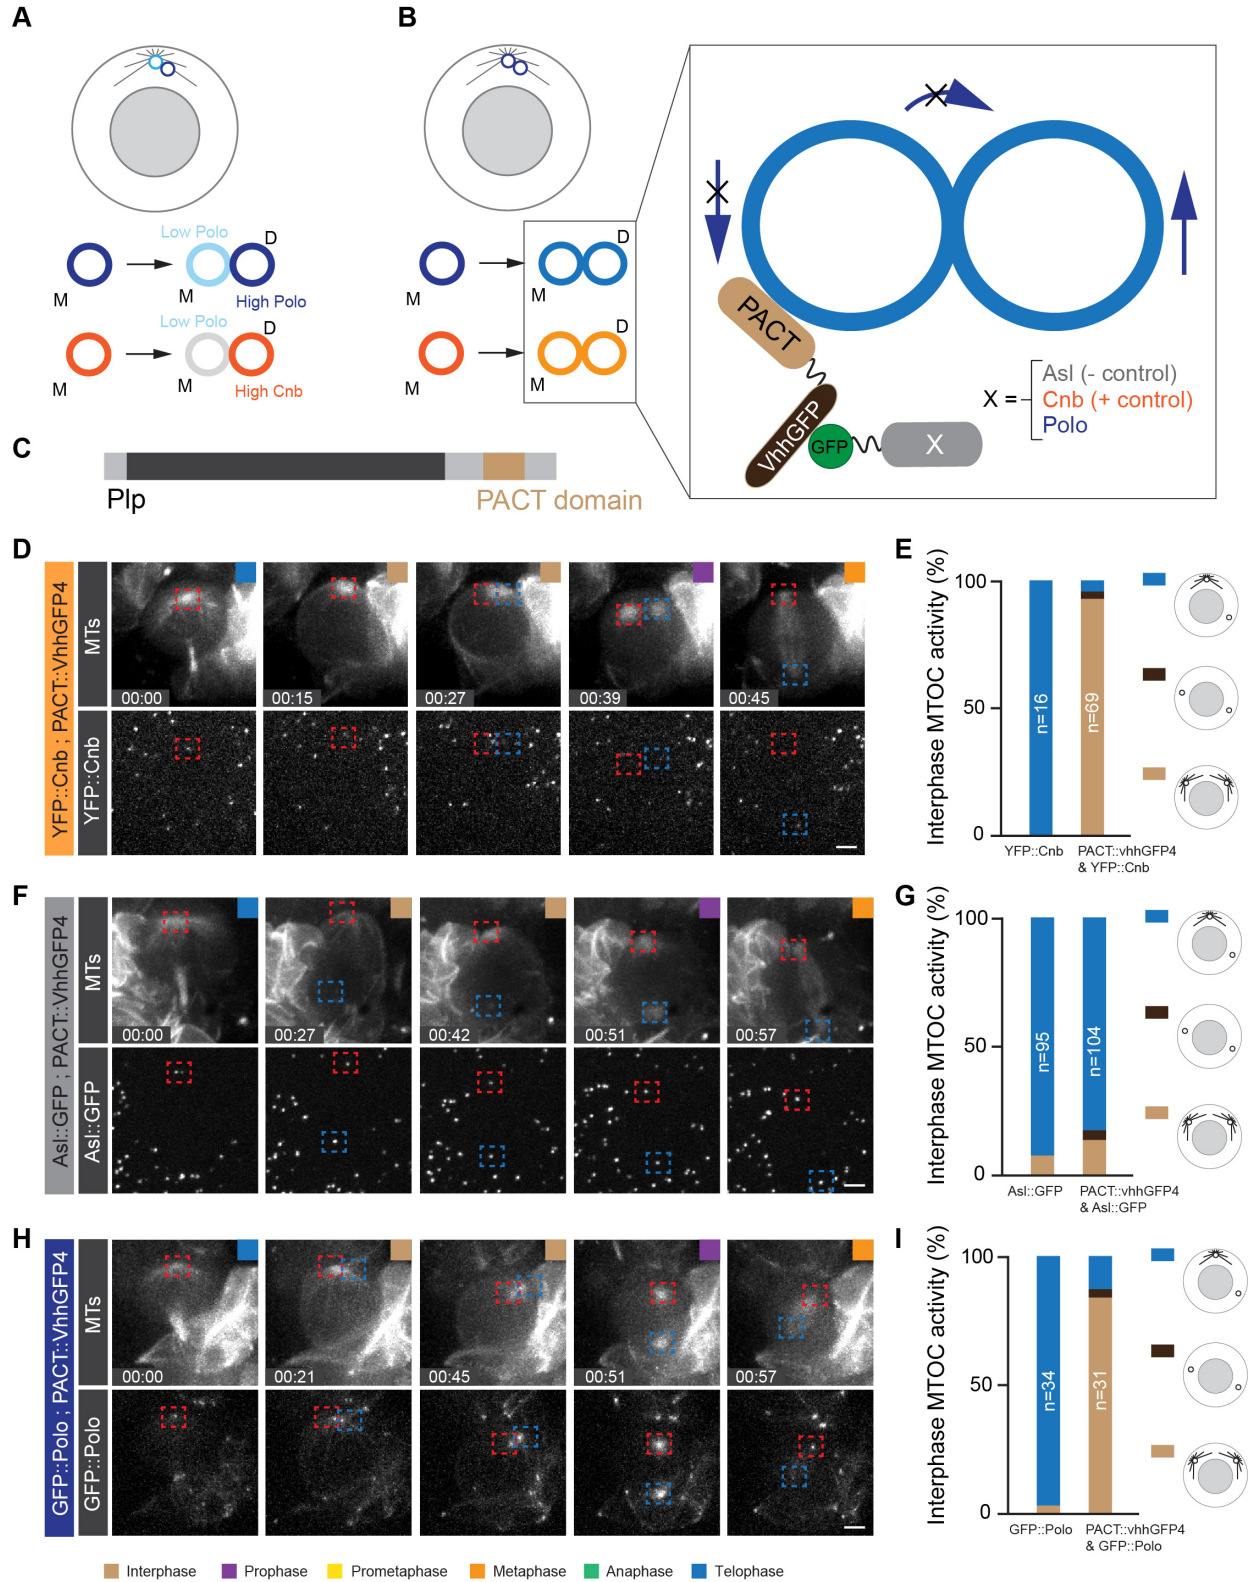 A
B
Low Polo
D
M
M
High Polo
Low Polo
D
M
M
High Cnb
D
M
M
D
M
M
PACT
VhhGFP
GFP
X
X =
Asl (- control)
Cnb (+ control)
Polo
C
Plp
PACT domain
D
YFP::Cnb ; PACT::VhhGFP4
MTs
00:00
00:15
00:27
00:39
00:45
YFP::Cnb
E
Interphase MTOC activity (%)
100
50
0
n=16
n=69
YFP::Cnb
PACT::vhhGFP4
& YFP::Cnb
F
Asl::GFP ; PACT::VhhGFP4
MTs
00:00
00:27
00:42
00:51
00:57
Asl::GFP
G
Interphase MTOC activity (%)
100
50
0
n=95
n=104
Asl::GFP
PACT::vhhGFP4
& Asl::GFP
H
GFP::Polo ; PACT::VhhGFP4
MTs
00:00
00:21
00:45
00:51
00:57
GFP::Polo
I
Interphase MTOC activity (%)
100
50
0
n=34
n=31
GFP::Polo
PACT::vhhGFP4
& GFP::Polo
Interphase
Prophase
Prometaphase
Metaphase
Anaphase
Telophase